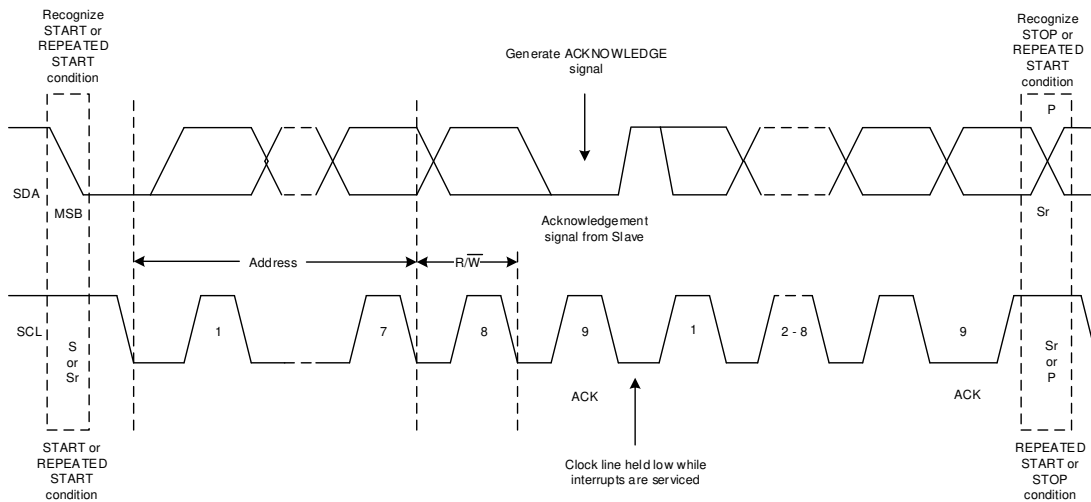 Recognize
START or
REPEATED
START
condition
Generate ACKNOWLEDGE
signal
Recognize
STOP or
REPEATED
START
condition
P
SDA
MSB
Acknowledgement
signal from Slave
Sr
Address
R/W̅
SCL
S
or
Sr
1
7
8
9
1
2 - 8
9
Sr
or
P
ACK
ACK
START or
REPEATED
START
condition
Clock line held low while
interrupts are serviced
REPEATED
START or
STOP
condition